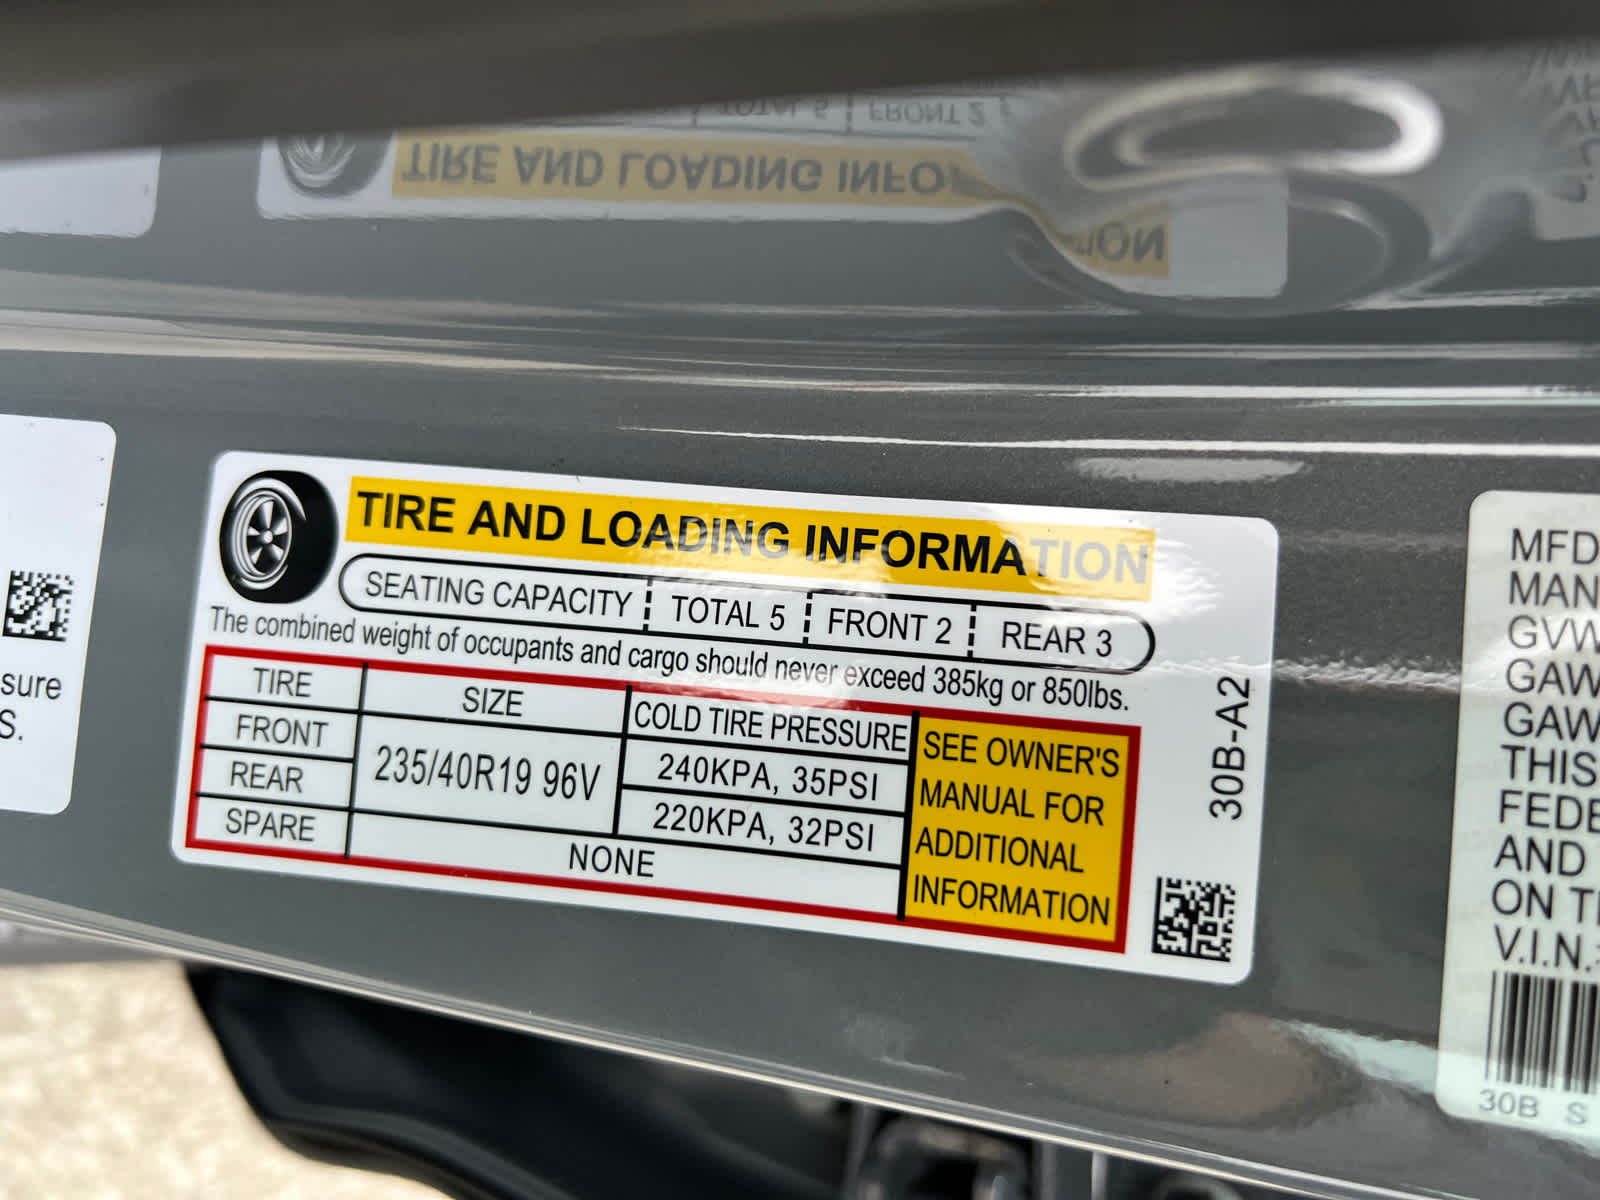 TIRE AND LOADING INFORMATION
SEATING CAPACITY TOTAL 5 FRONT 2 REAR 3
The combined weight of occupants and cargo should never exceed 385kg or 850lbs.
TIRE SIZE COLD TIRE PRESSURE
FRONT 235/40R19 96V 240KPA, 35PSI
REAR 220KPA, 32PSI
SPARE NONE
SEE OWNER'S
MANUAL FOR
ADDITIONAL
INFORMATION
30B-A2
sure
S.
MFD
MAN
GVW
GAW
GAW
THIS
FEDE
AND
ON T
V.I.N.:
30B S